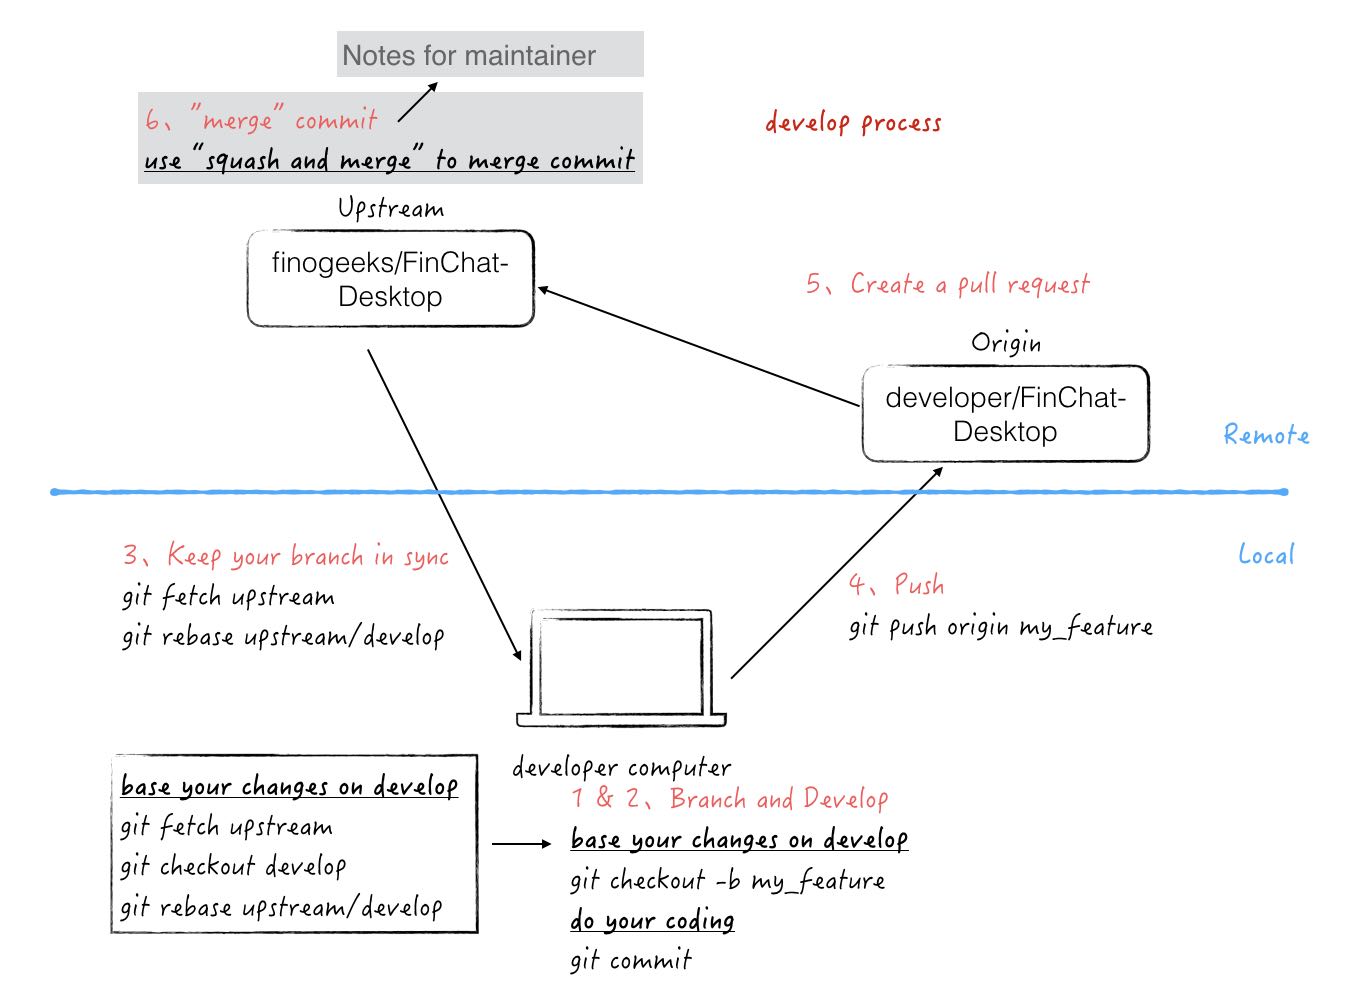 Notes for maintainer
6、"merge" commit
use "squash and merge" to merge commit
develop process
Upstream
finogeeks/FinChat-
Desktop
5、Create a pull request
Origin
developer/FinChat-
Desktop
Remote
Local
3、Keep your branch in sync
git fetch upstream
git rebase upstream/develop
4、Push
git push origin my_feature
developer computer
1 & 2、Branch and Develop
base your changes on develop
git checkout -b my_feature
do your coding
git commit
base your changes on develop
git fetch upstream
git checkout develop
git rebase upstream/develop